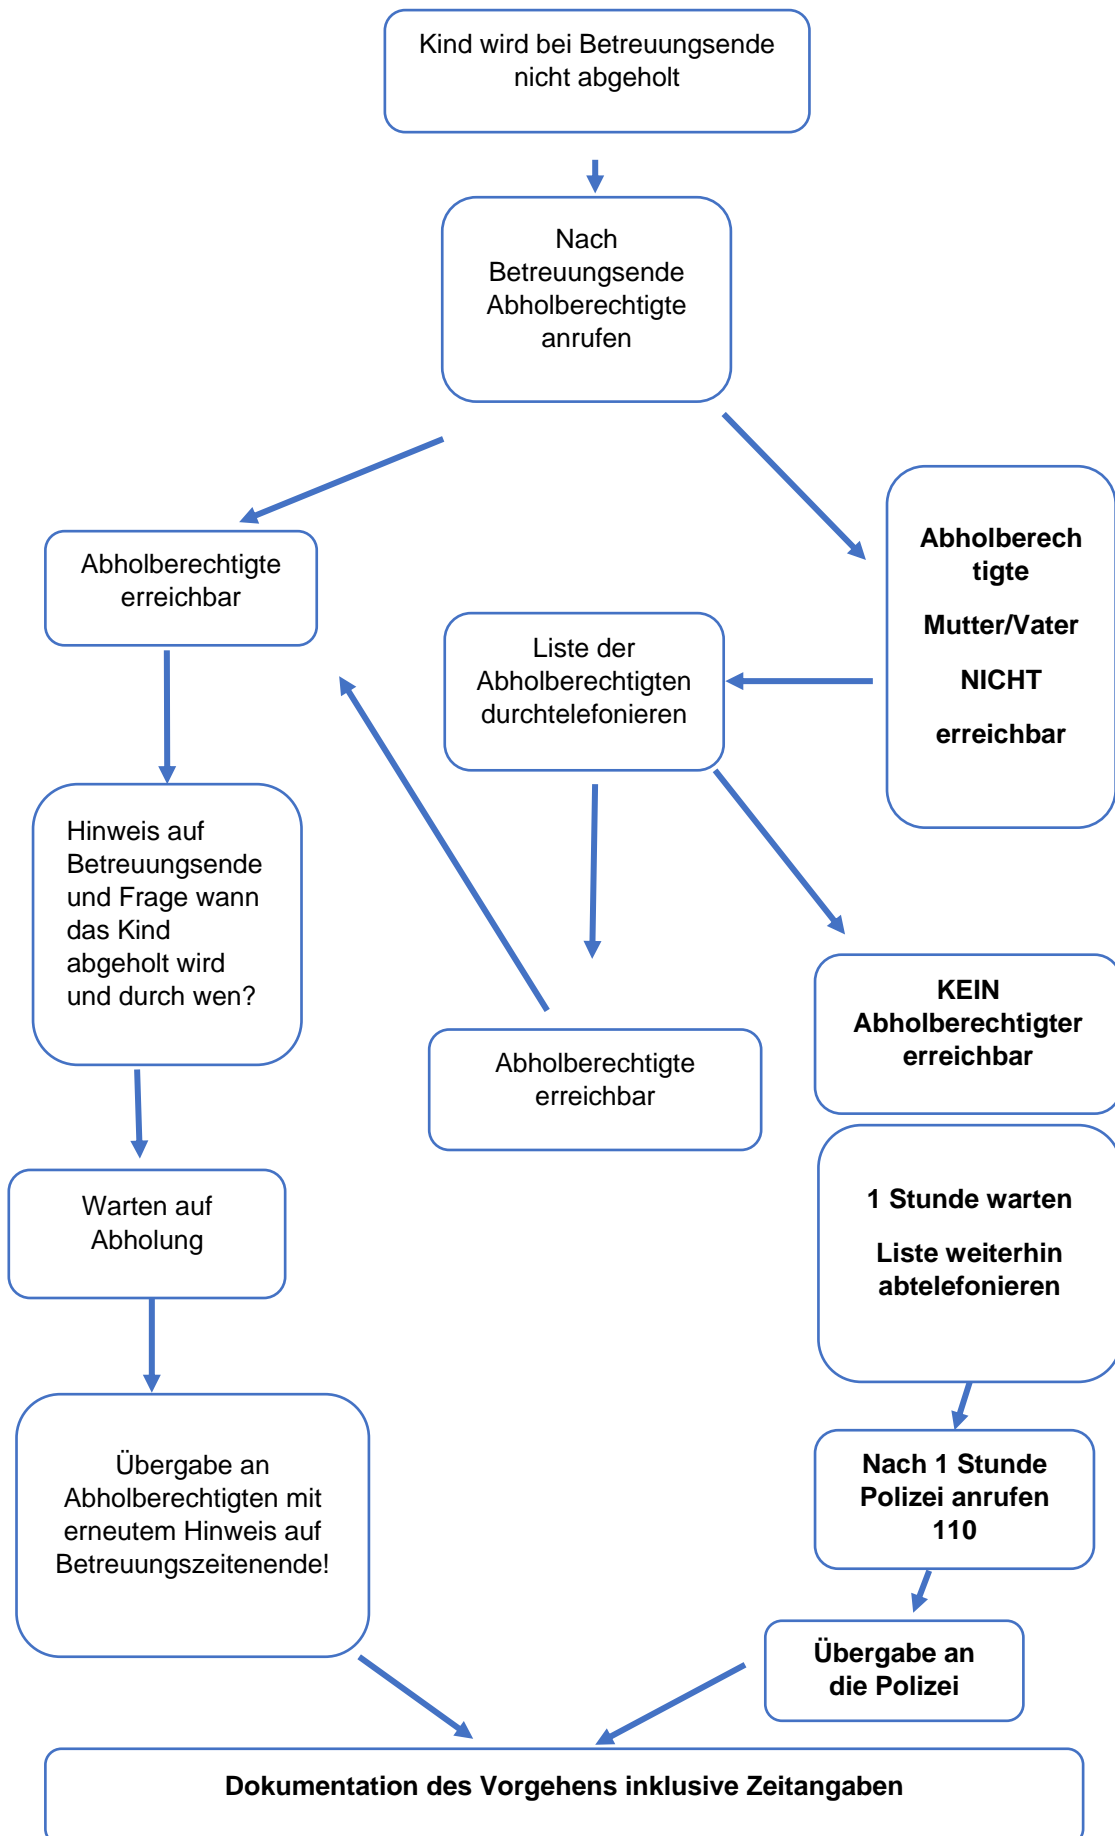 Kind wird bei Betreuungsende
nicht abgeholt
Nach
Betreuungsende
Abholberechtigte
anrufen
Abholberechtigte
erreichbar
Abholberech
tigte
Mutter/Vater
NICHT
erreichbar
Liste der
Abholberechtigten
durchtelefonieren
Hinweis auf
Betreuungsende
und Frage wann
das Kind
abgeholt wird
und durch wen?
KEIN
Abholberechtigter
erreichbar
Abholberechtigte
erreichbar
Warten auf
Abholung
1 Stunde warten
Liste weiterhin
abtelefonieren
Übergabe an
Abholberechtigten mit
erneutem Hinweis auf
Betreuungszeitenende!
Nach 1 Stunde
Polizei anrufen
110
Übergabe an
die Polizei
Dokumentation des Vorgehens inklusive Zeitangaben